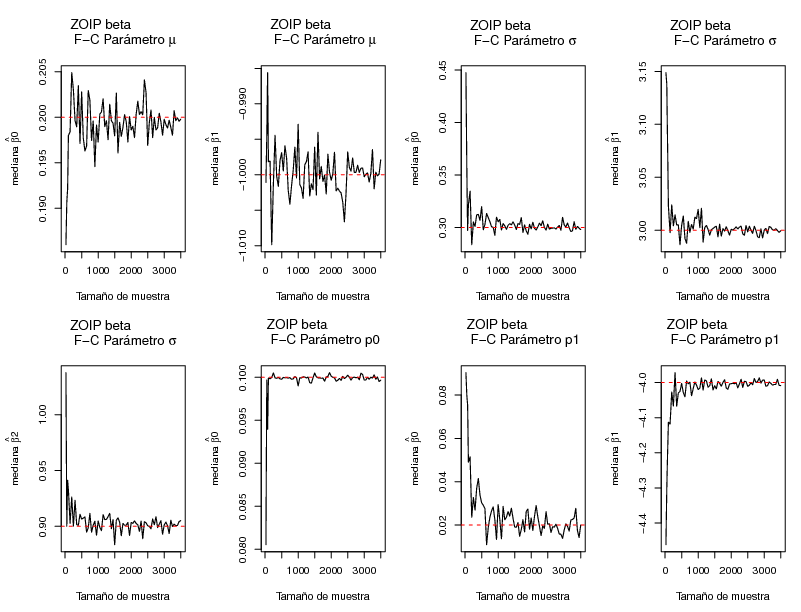 ZOIP beta
F−C Parámetro μ
mediana β̂0
0.190
0.195
0.200
0.205
0
1000
3000
Tamaño de muestra
ZOIP beta
F−C Parámetro μ
mediana β̂1
−1.010
−1.000
−0.990
0
1000
3000
Tamaño de muestra
ZOIP beta
F−C Parámetro σ
mediana β̂0
0.30
0.35
0.40
0.45
0
1000
3000
Tamaño de muestra
ZOIP beta
F−C Parámetro σ
mediana β̂1
3.00
3.05
3.10
3.15
0
1000
3000
Tamaño de muestra
ZOIP beta
F−C Parámetro σ
mediana β̂2
0.90
0.95
1.00
0
1000
3000
Tamaño de muestra
ZOIP beta
F−C Parámetro p0
mediana β̂0
0.080
0.085
0.090
0.095
0.100
0
1000
3000
Tamaño de muestra
ZOIP beta
F−C Parámetro p1
mediana β̂0
0.02
0.04
0.06
0.08
0
1000
3000
Tamaño de muestra
ZOIP beta
F−C Parámetro p1
mediana β̂1
−4.4
−4.3
−4.2
−4.1
−4.0
0
1000
3000
Tamaño de muestra